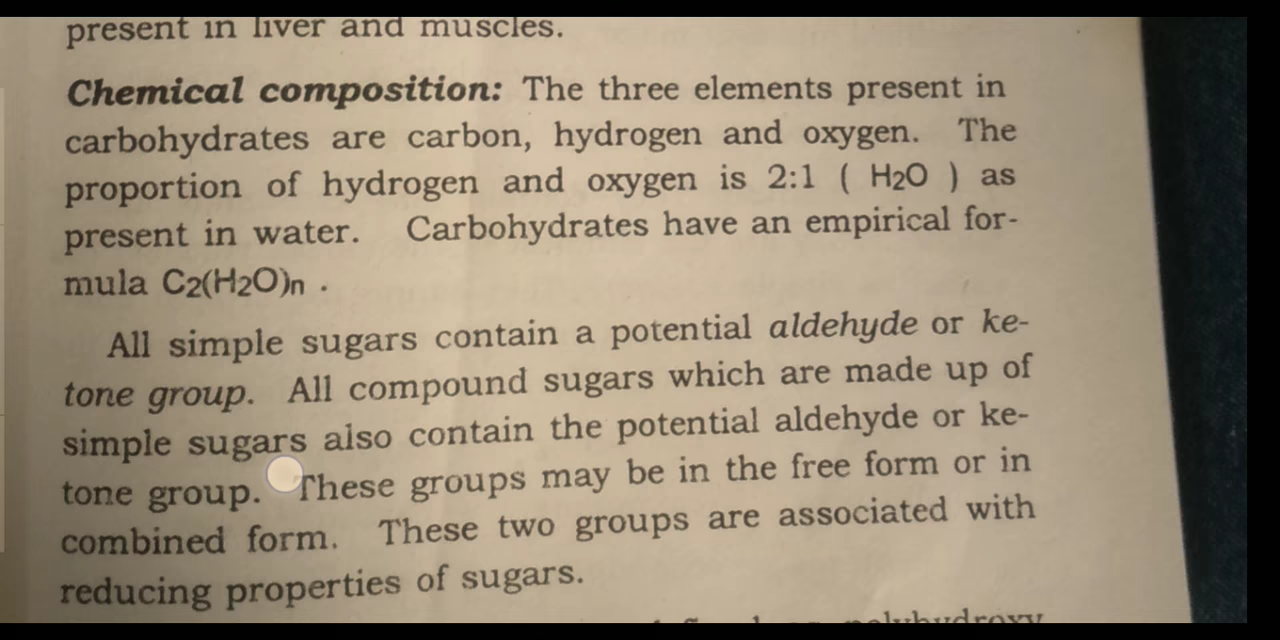 present in liver and muscles.
Chemical composition: The three elements present in
carbohydrates are carbon, hydrogen and oxygen. The
proportion of hydrogen and oxygen is 2:1 ( H2O ) as
present in water. Carbohydrates have an empirical for-
mula C2(H2O)n .
All simple sugars contain a potential aldehyde or ke-
tone group. All compound sugars which are made up of
simple sugars also contain the potential aldehyde or ke-
tone group. These groups may be in the free form or in
combined form. These two groups are associated with
reducing properties of sugars.
polyhydroxy